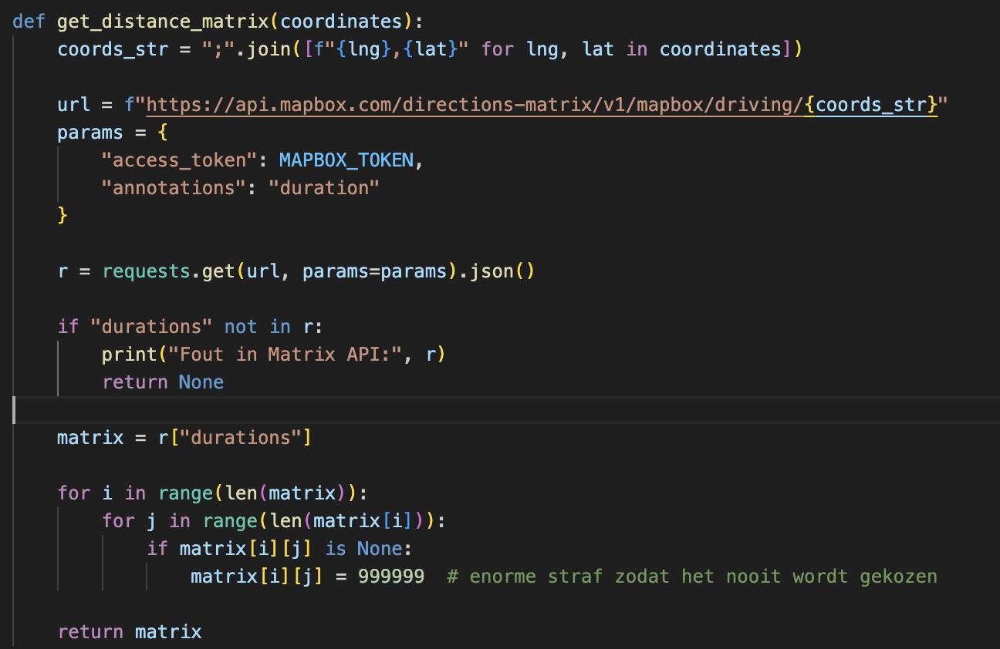 def get_distance_matrix(coordinates):
    coords_str = ";".join([f"{lng},{lat}" for lng, lat in coordinates])
    url = f"https://api.mapbox.com/directions-matrix/v1/mapbox/driving/{coords_str}"
    params = {
        "access_token": MAPBOX_TOKEN,
        "annotations": "duration"
    }
    r = requests.get(url, params=params).json()
    if "durations" not in r:
        print("Fout in Matrix API:", r)
        return None
    matrix = r["durations"]
    for i in range(len(matrix)):
        for j in range(len(matrix[i])):
            if matrix[i][j] is None:
                matrix[i][j] = 999999  # enorme straf zodat het nooit wordt gekozen
    return matrix